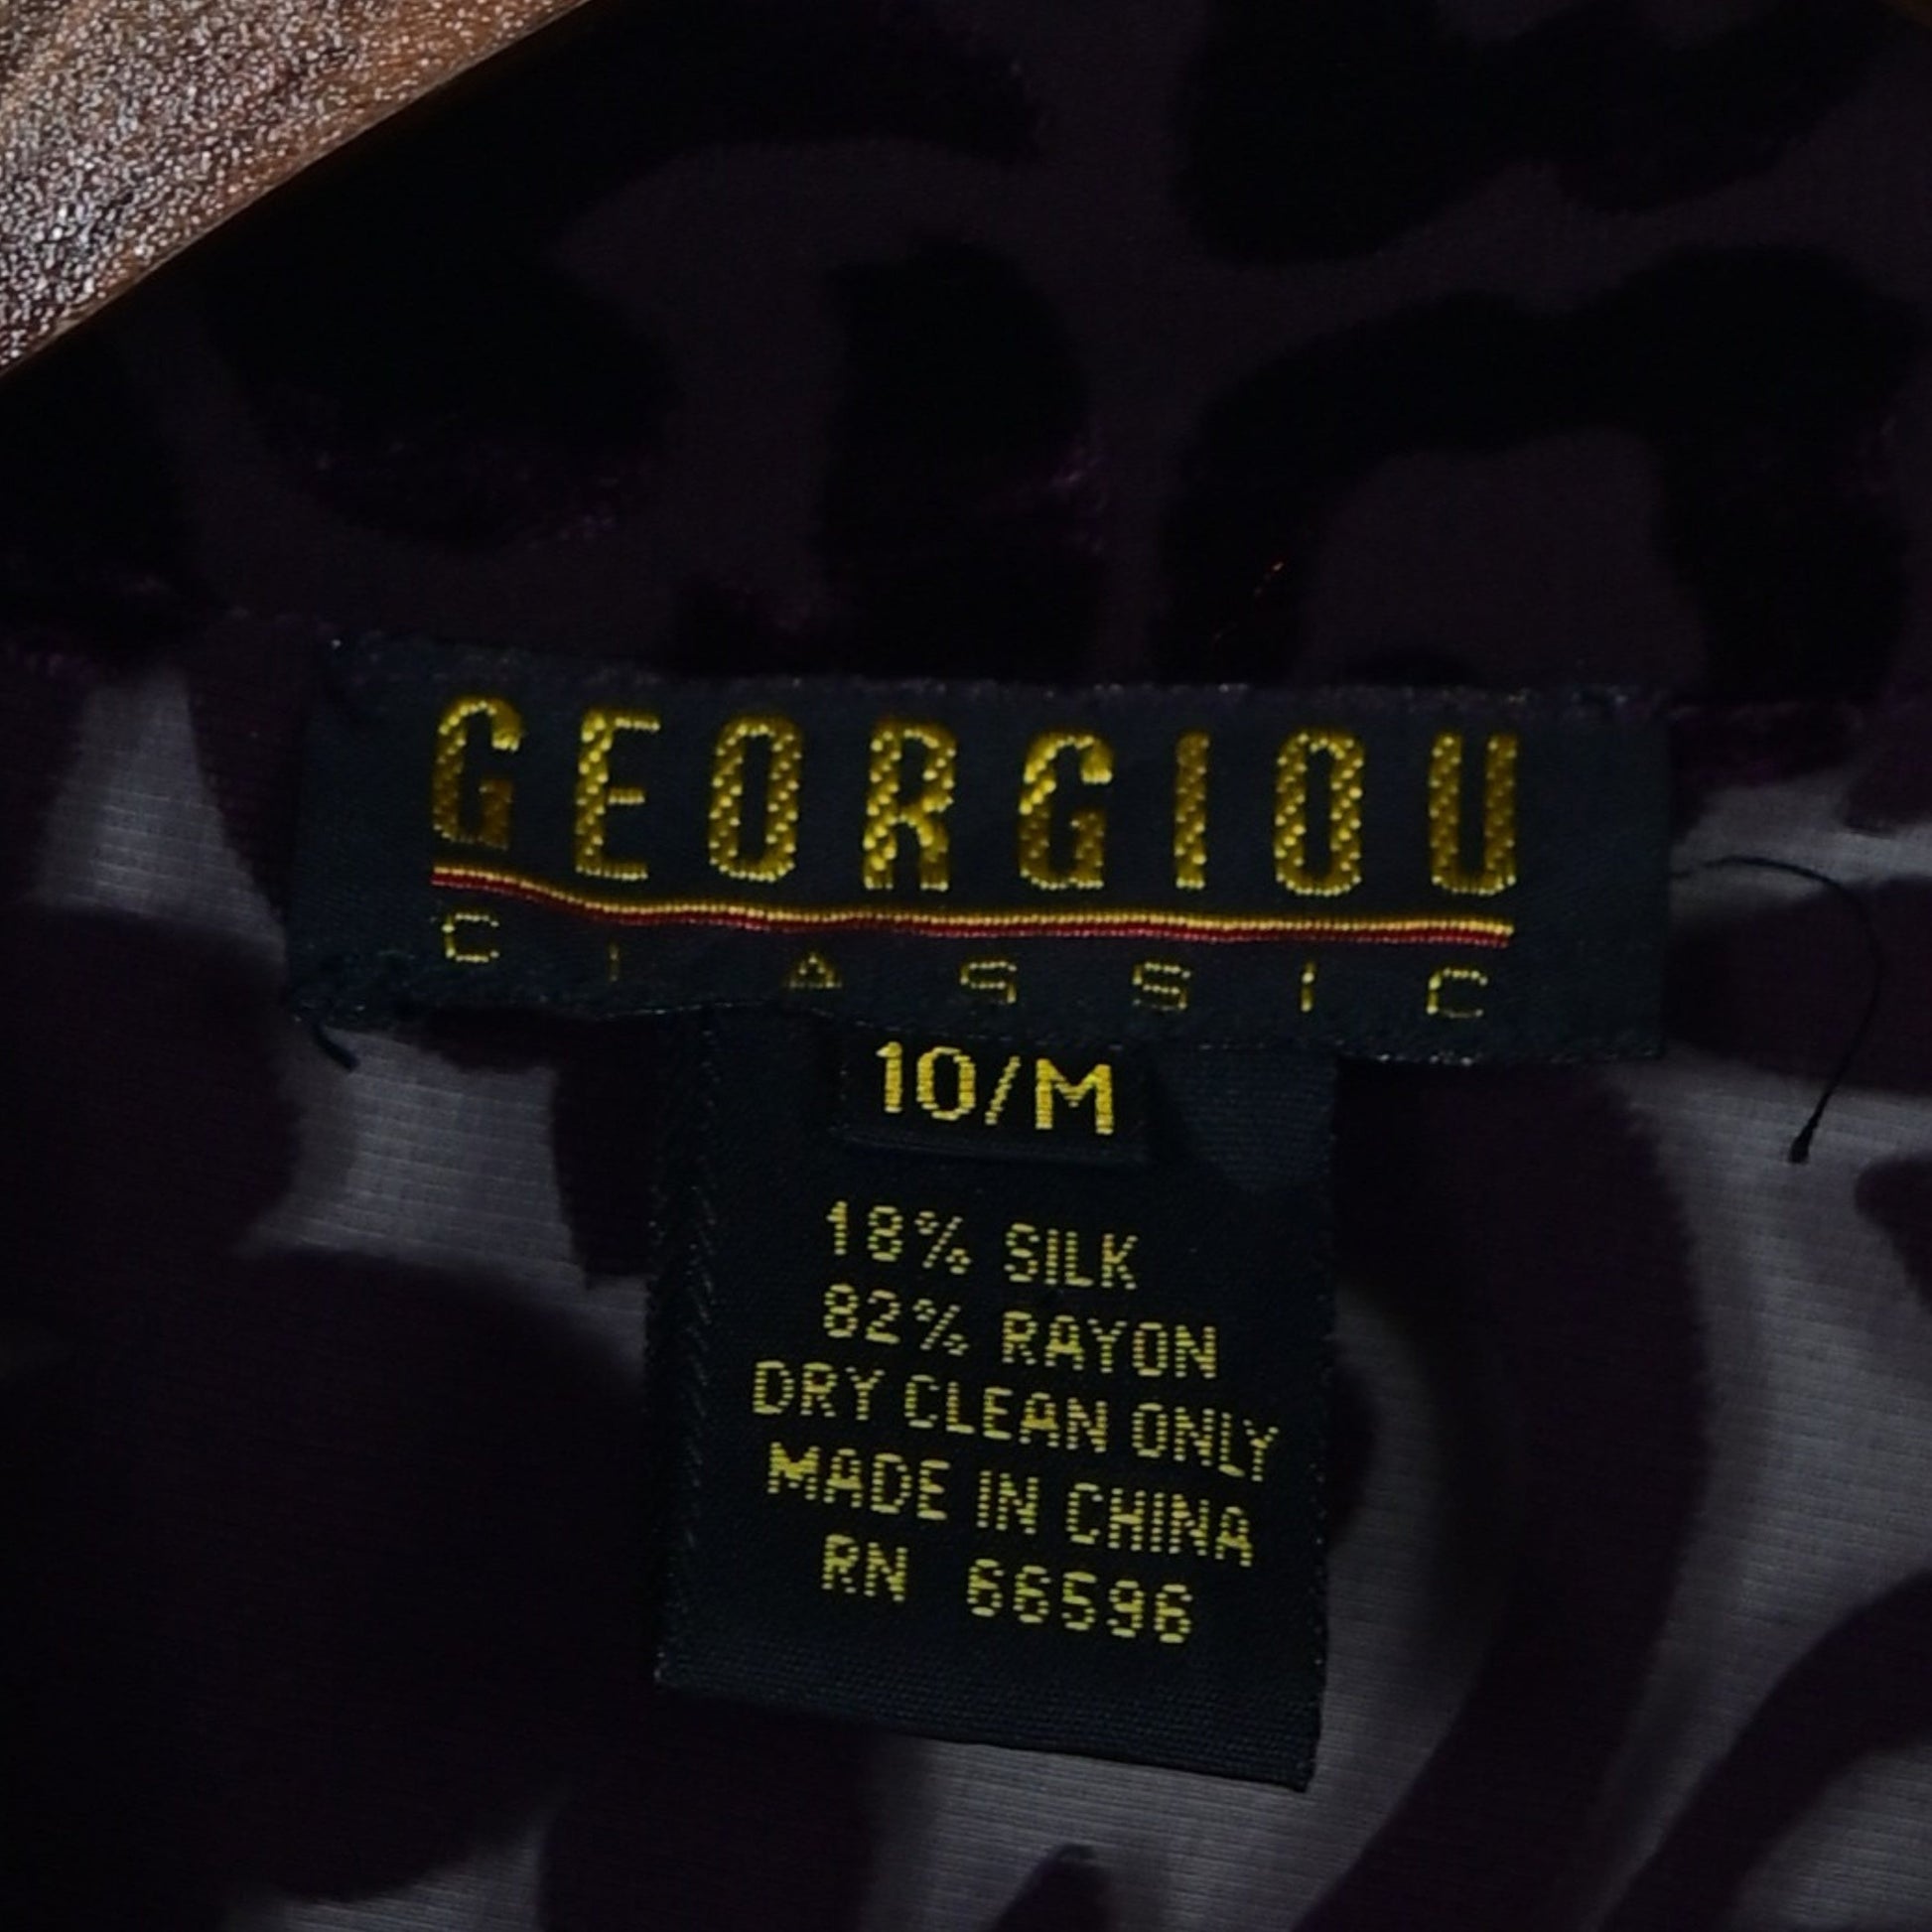 GEORGIOU
CLASSIC
10/M
18% SILK
82% RAYON
DRY CLEAN ONLY
MADE IN CHINA
RN 66596